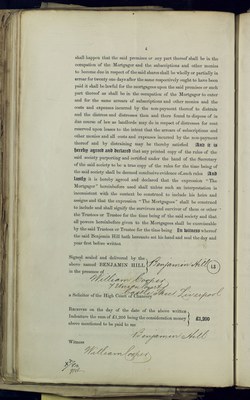 4
shall happen that the said premises or any part thereof shall be in the
occupation of the Mortgagor and the subscriptions and other monies
to become due in respect of the said shares shall be wholly or partially in
arrear for twenty one days after the same respectively ought to have been
paid it shall be lawful for the mortgagees upon the said premises or such
part thereof as shall be in the occupation of the Mortgagor to enter
and for the same arrears of subscriptions and other monies and the
costs and expenses incurred by the non-payment thereof to distrain
and the distress and distresses then and there found to dispose of in
due course of law as landlords may do in respect of distresses for rent
reserved upon leases to the intent that the arrears of subscriptions and
other monies and all costs and expenses incurred by the non-payment
thereof and by distraining may be thereby satisfied And it is
hereby agreed and declared that any printed copy of the rules of the
said society purporting and certified under the hand of the Secretary
of the said society to be a true copy of the rules for the time being of
the said society shall be deemed conclusive evidence of such rules And
Lastly it is hereby agreed and declared that the expression "The
Mortgagor" hereinbefore used shall unless such an interpretation is
inconsistent with the context be construed to include his heirs and
assigns and that the expression "The Mortgagees" shall be construed
to include and shall signify the survivors and survivor of them or other
the Trustees or Trustee for the time being of the said society and that
all powers hereinbefore given to the Mortgagees shall be exerciseable
by the said Trustees or Trustee for the time being In witness whereof
the said Benjamin Hill hath hereunto set his hand and seal the day and
year first before written
Signed sealed and delivered by the
above named BENJAMIN HILL
in the presence of
Benjamin Hill
William Cooper
Liverpool
a Solicitor of the High Court of Chancery
RECEIVED on the day of the date of the above written
Indenture the sum of £1,200 being the consideration money
above mentioned to be paid to me
£1,200
Benjamin Hill
Witness
William Cooper